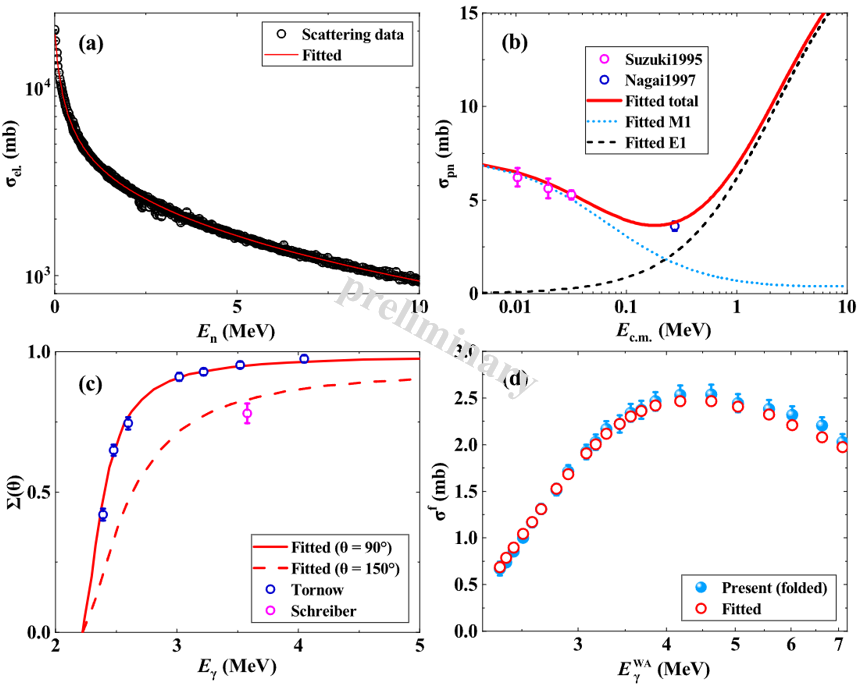 (a)
Scattering data
Fitted
10⁴
10³
σel. (mb)
0
5
10
En (MeV)
(b)
Suzuki1995
Nagai1997
Fitted total
Fitted M1
Fitted E1
15
10
5
0
σpn (mb)
0.01
0.1
1
10
Ec.m. (MeV)
preliminary
(c)
1.0
0.5
0.0
Σ(θ)
Fitted (θ = 90°)
Fitted (θ = 150°)
Tornow
Schreiber
2
3
4
5
Eγ (MeV)
(d)
3.0
2.5
2.0
1.5
1.0
0.5
0.0
σᶠ (mb)
Present (folded)
Fitted
3
4
5
6
7
EγWA (MeV)